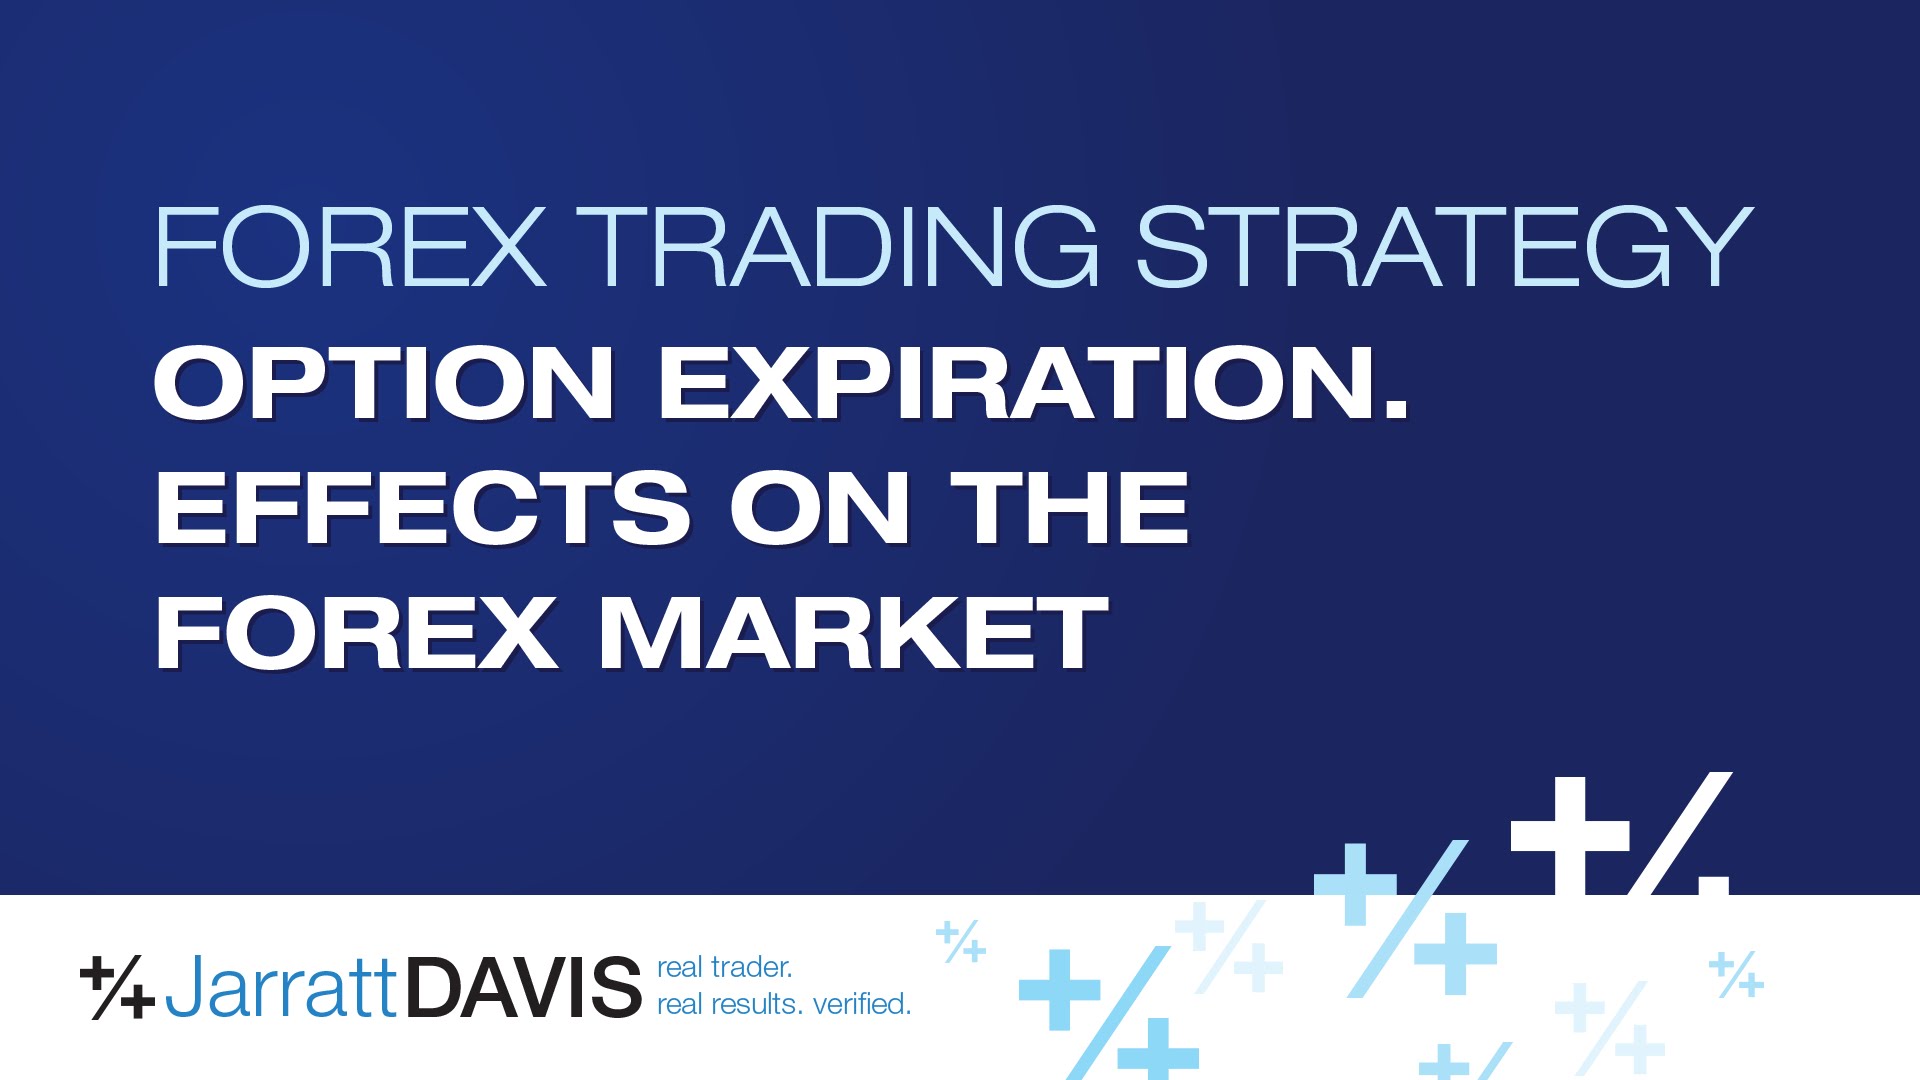 FOREX TRADING STRATEGY
OPTION EXPIRATION.
EFFECTS ON THE
FOREX MARKET
JarrattDAVIS
real trader.
real results. verified.